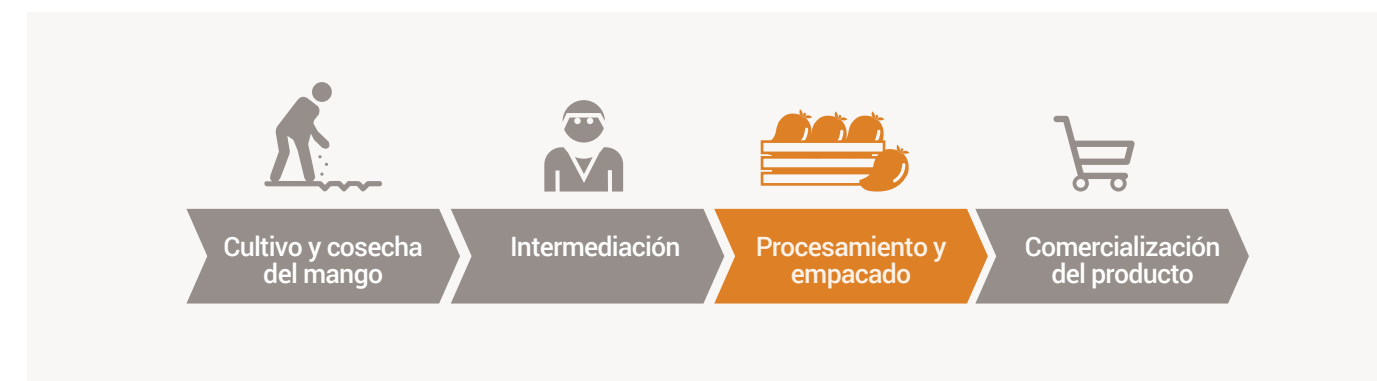 Cultivo y cosecha
del mango
Intermediación
Procesamiento y
empacado
Comercialización
del producto